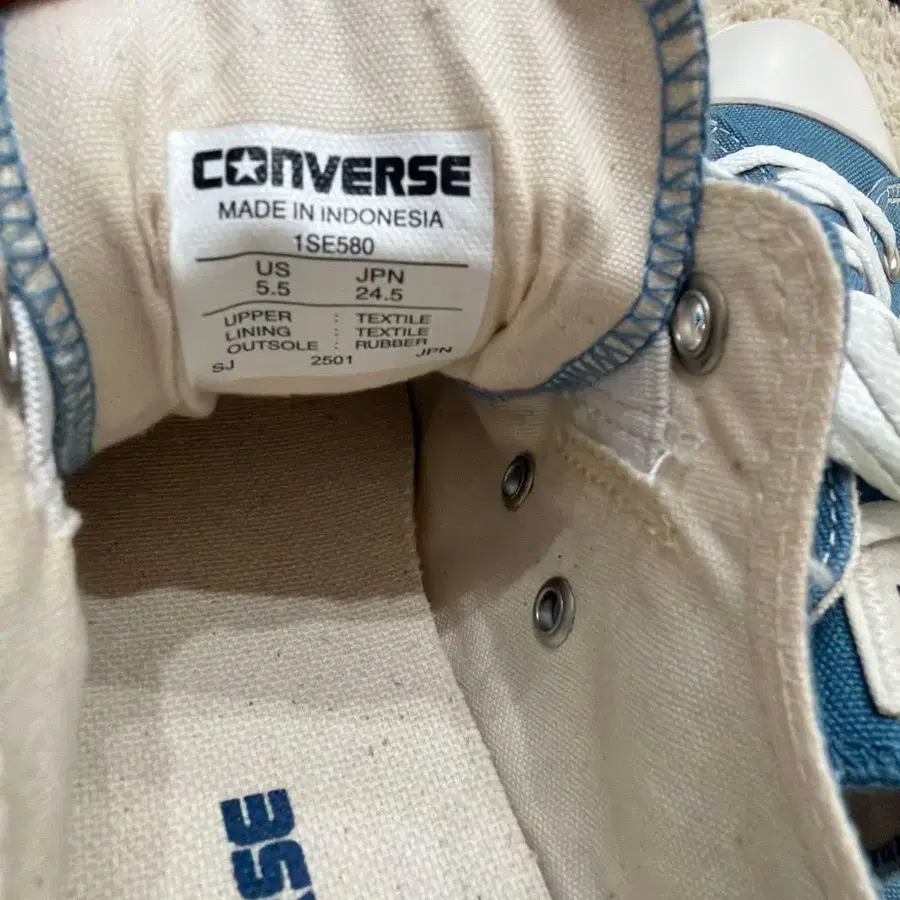 CONVERSE
MADE IN INDONESIA
1SE580
US JPN
5.5 24.5
UPPER : TEXTILE
LINING : TEXTILE
OUTSOLE : RUBBER
SJ 2501 JPN
SE